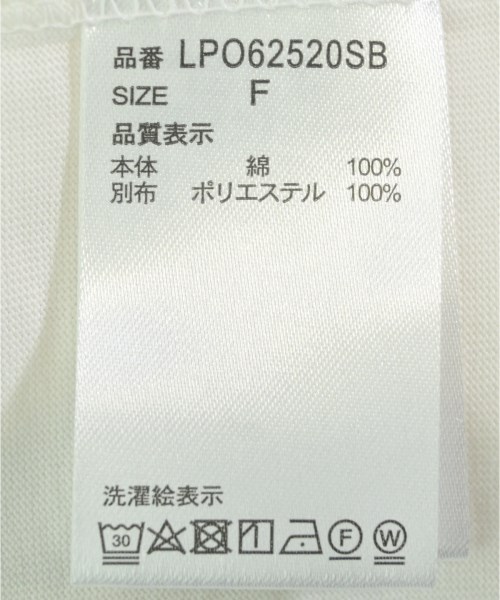 品番 LPO62520SB
SIZE F
品質表示
本体 綿 100%
別布 ポリエステル 100%
洗濯絵表示
30 F W